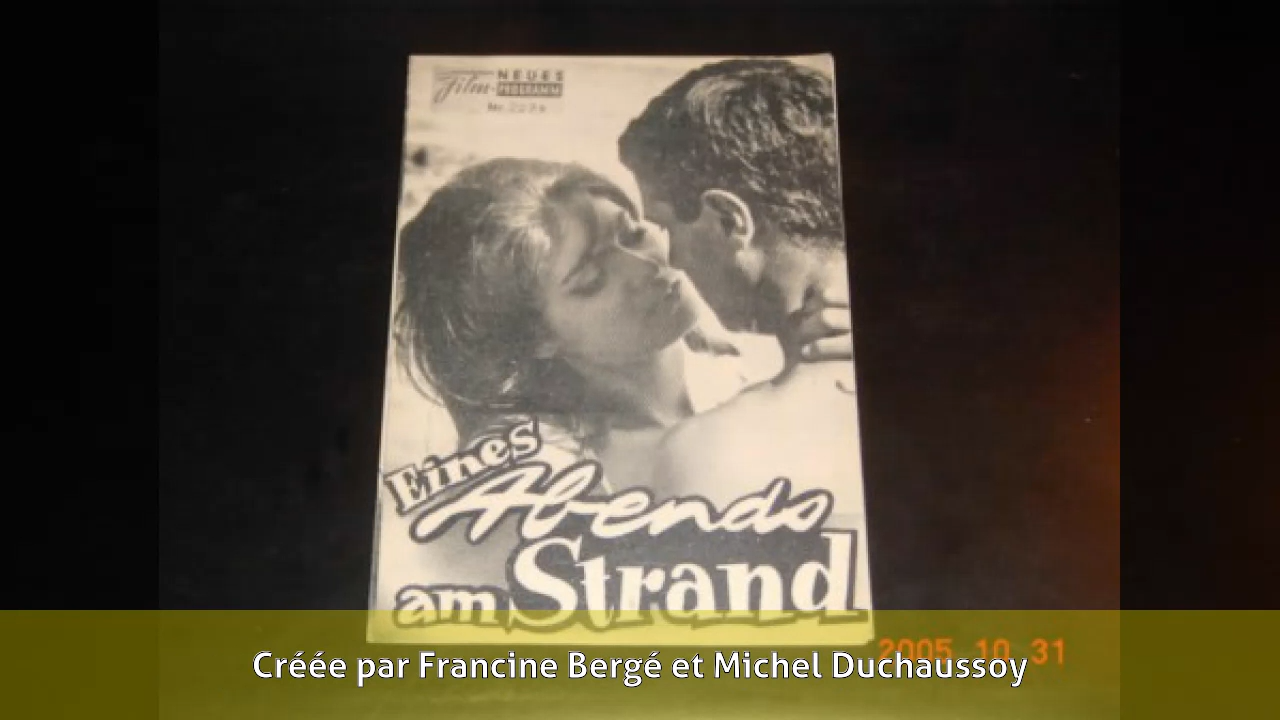 Film-
NEUES
PROGRAMM
Eines
Abends
am Strand
2005 10 31
Créée par Francine Bergé et Michel Duchaussoy